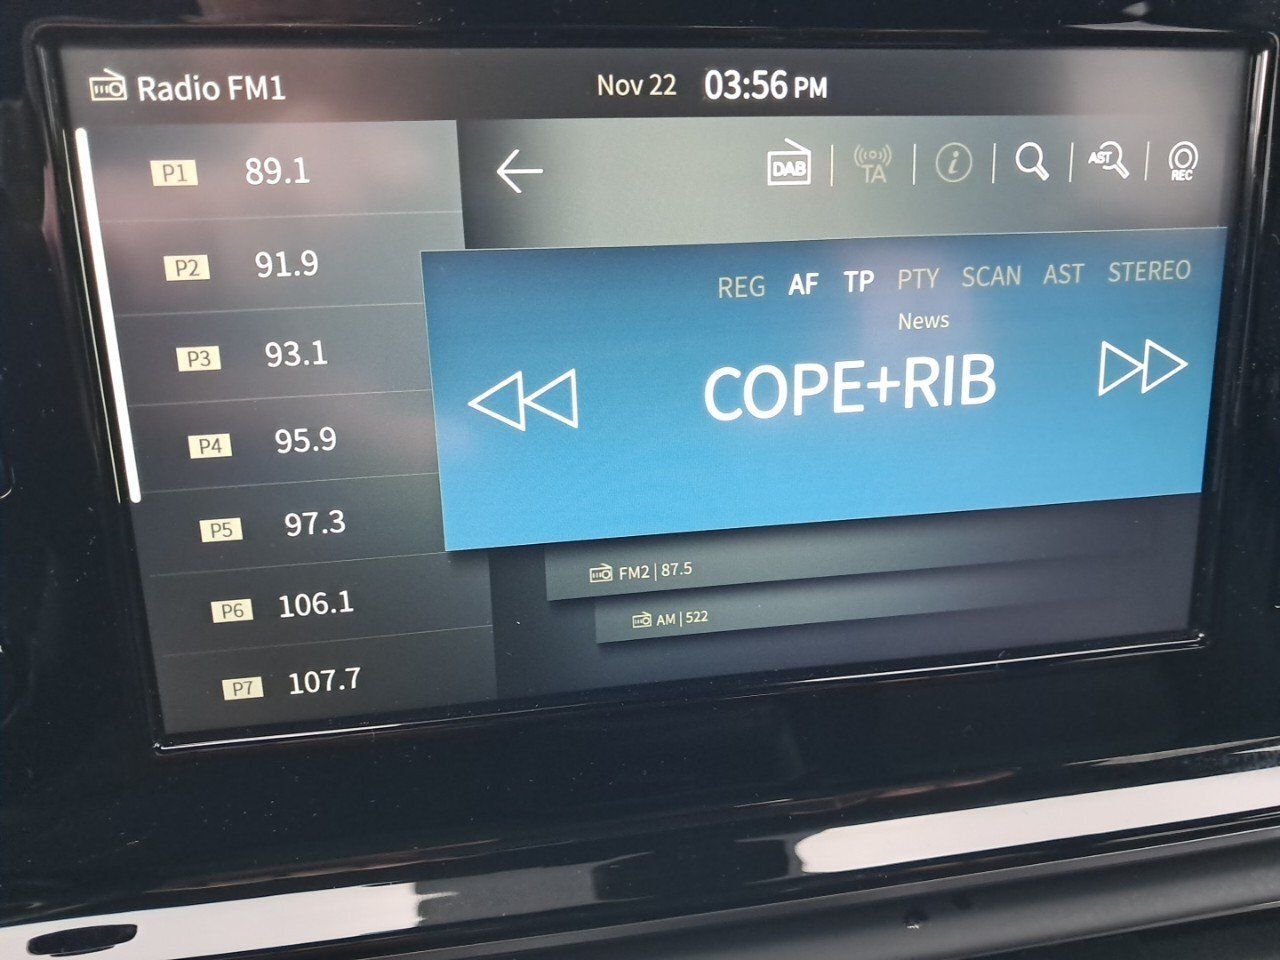 Radio FM1
Nov 22 03:56 PM
P1 89.1
P2 91.9
P3 93.1
P4 95.9
P5 97.3
P6 106.1
P7 107.7
DAB
TA
i
AST
REC
REG AF TP PTY SCAN AST STEREO
News
COPE+RIB
FM2 | 87.5
AM | 522